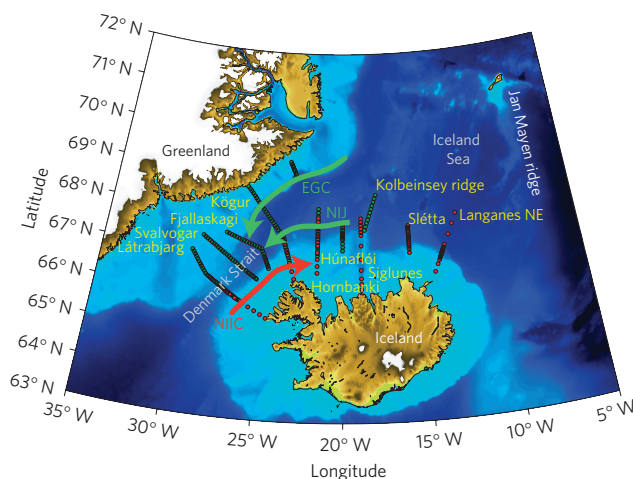 72° N
71° N
70° N
69° N
68° N
67° N
66° N
65° N
64° N
63° N
Latitude
35° W
30° W
25° W
20° W
15° W
10° W
5° W
Longitude
Greenland
Iceland
Sea
Jan Mayen ridge
EGC
Kolbeinsey ridge
Kögur
Fjallaskagi
Svalvogar
Látrabjarg
NIJ
Slétta
Langanes NE
Denmark Strait
Húnaflói
Siglunes
Hornbanki
NIIC
Iceland